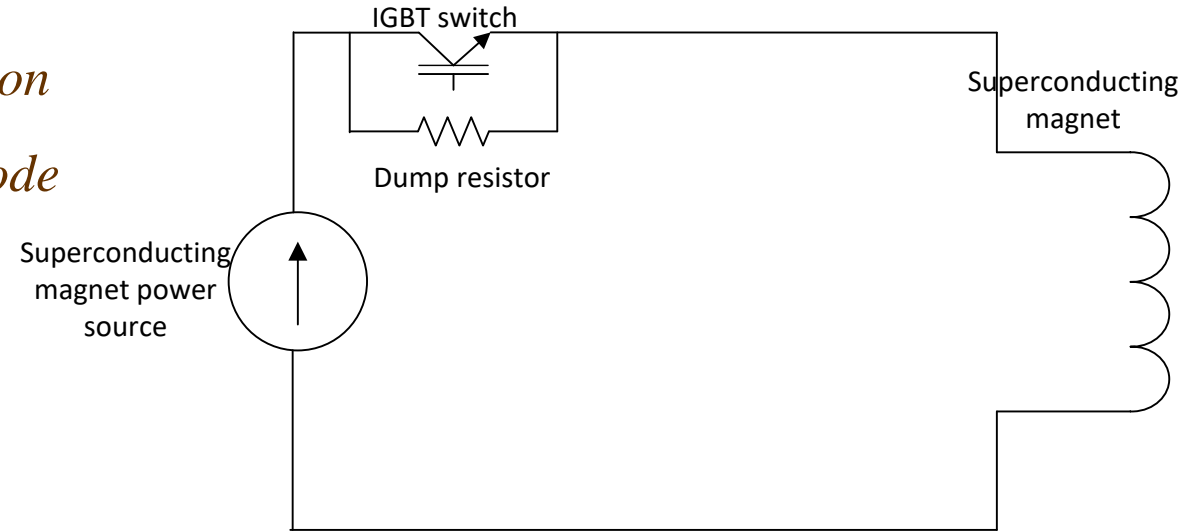 IGBT switch
on
ode
Dump resistor
Superconducting
magnet
Superconducting
magnet power
source